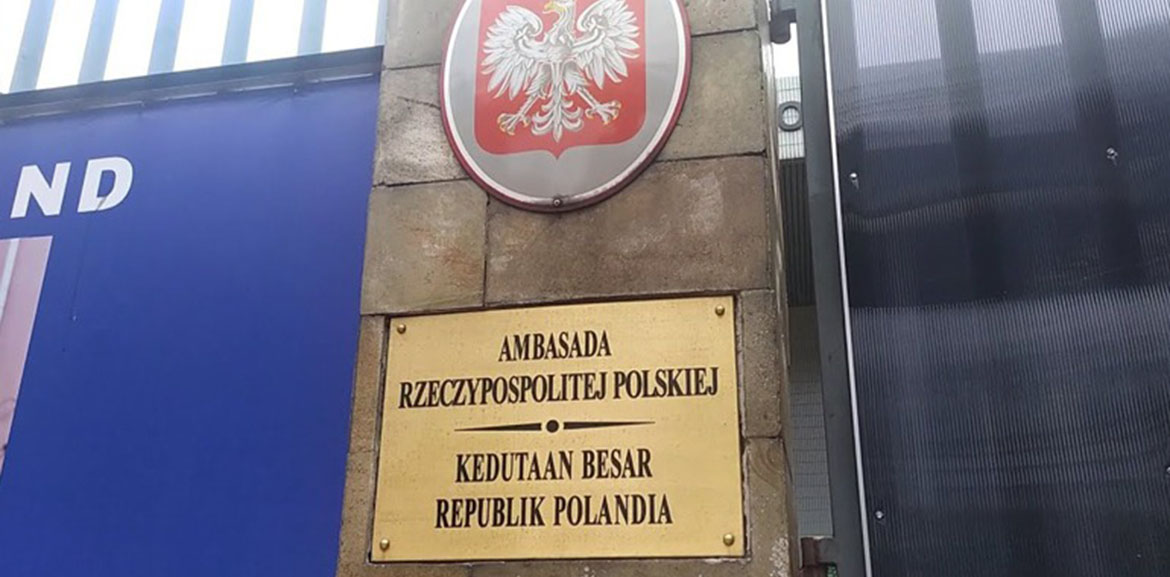 ND
AMBASADA
RZECZYPOSPOLITEJ POLSKIEJ
KEDUTAAN BESAR
REPUBLIK POLANDIA